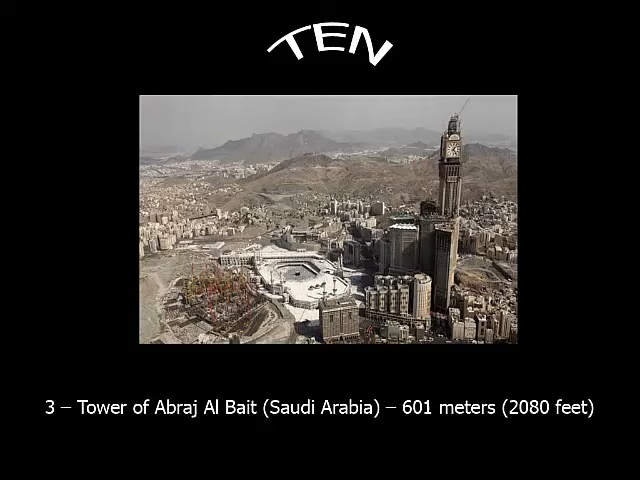 TEN
3 – Tower of Abraj Al Bait (Saudi Arabia) – 601 meters (2080 feet)